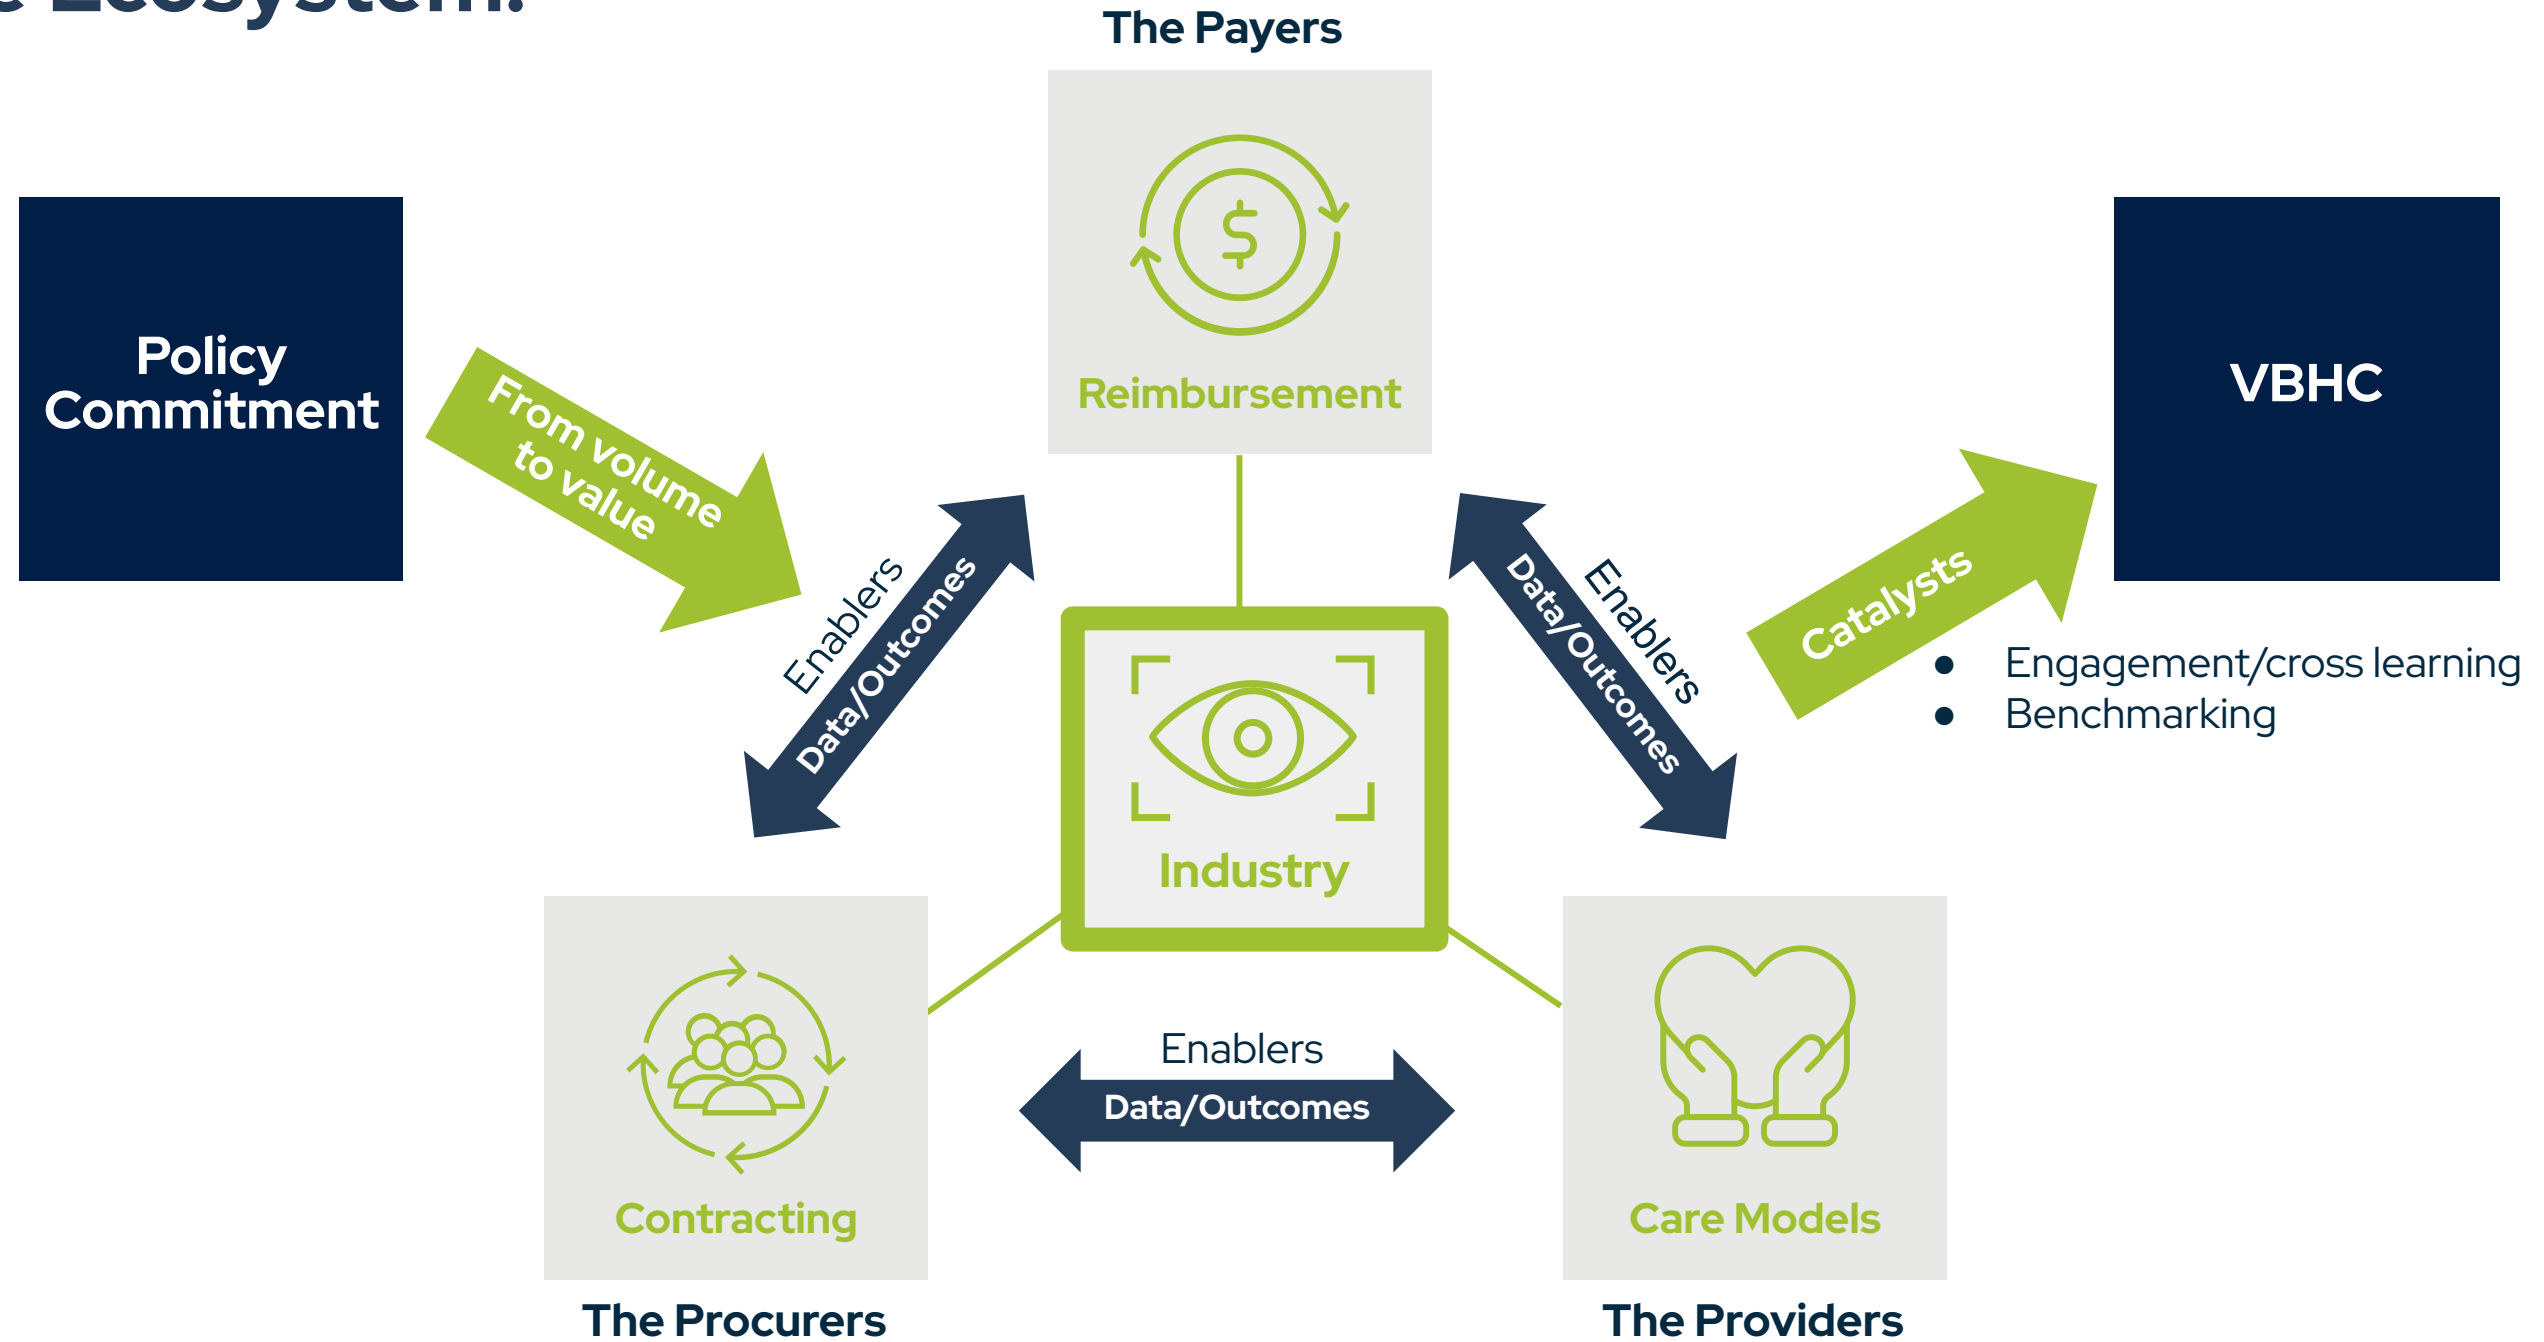 Ecosystem.
The Payers
Reimbursement
Policy
Commitment
From volume
to value
VBHC
Catalysts
● Engagement/cross learning
● Benchmarking
Enablers
Data/Outcomes
Enablers
Data/Outcomes
Industry
Enablers
Data/Outcomes
Contracting
The Procurers
Care Models
The Providers